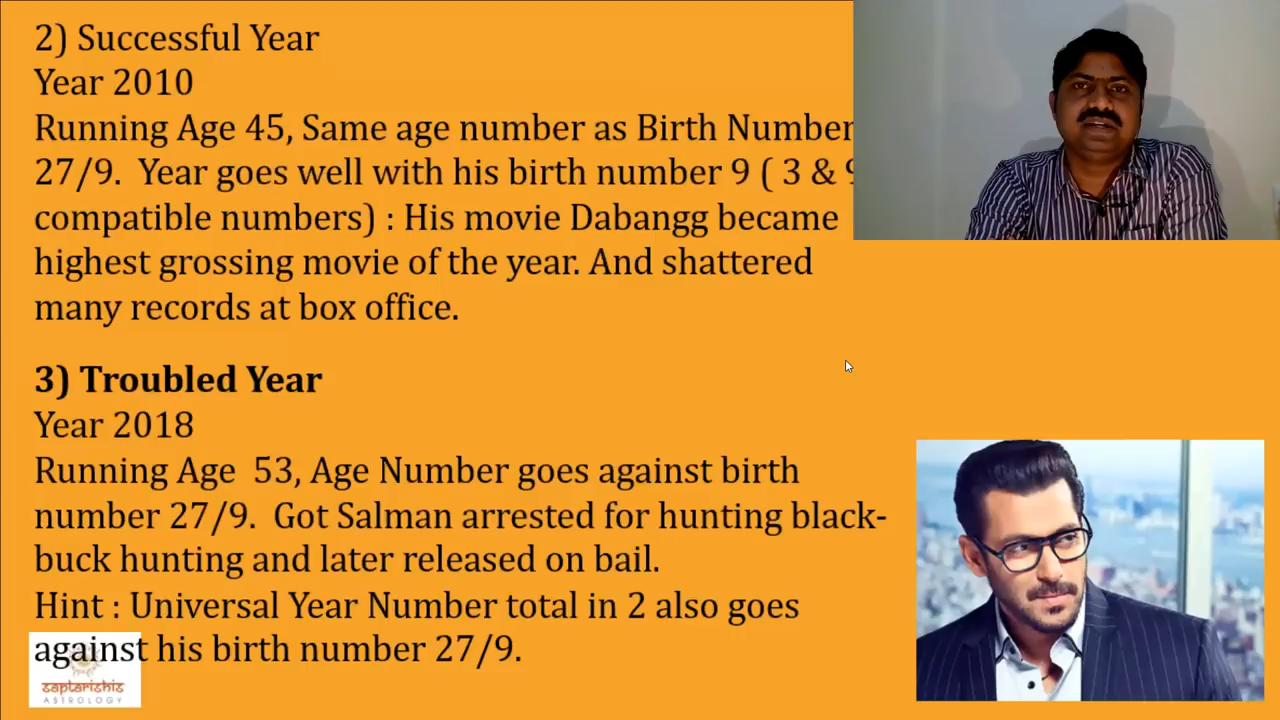 2) Successful Year
Year 2010
Running Age 45, Same age number as Birth Number
27/9. Year goes well with his birth number 9 ( 3 & 9
compatible numbers) : His movie Dabangg became
highest grossing movie of the year. And shattered
many records at box office.
3) Troubled Year
Year 2018
Running Age 53, Age Number goes against birth
number 27/9. Got Salman arrested for hunting black-
buck hunting and later released on bail.
Hint : Universal Year Number total in 2 also goes
against his birth number 27/9.
saptarishis
ASTROLOGY